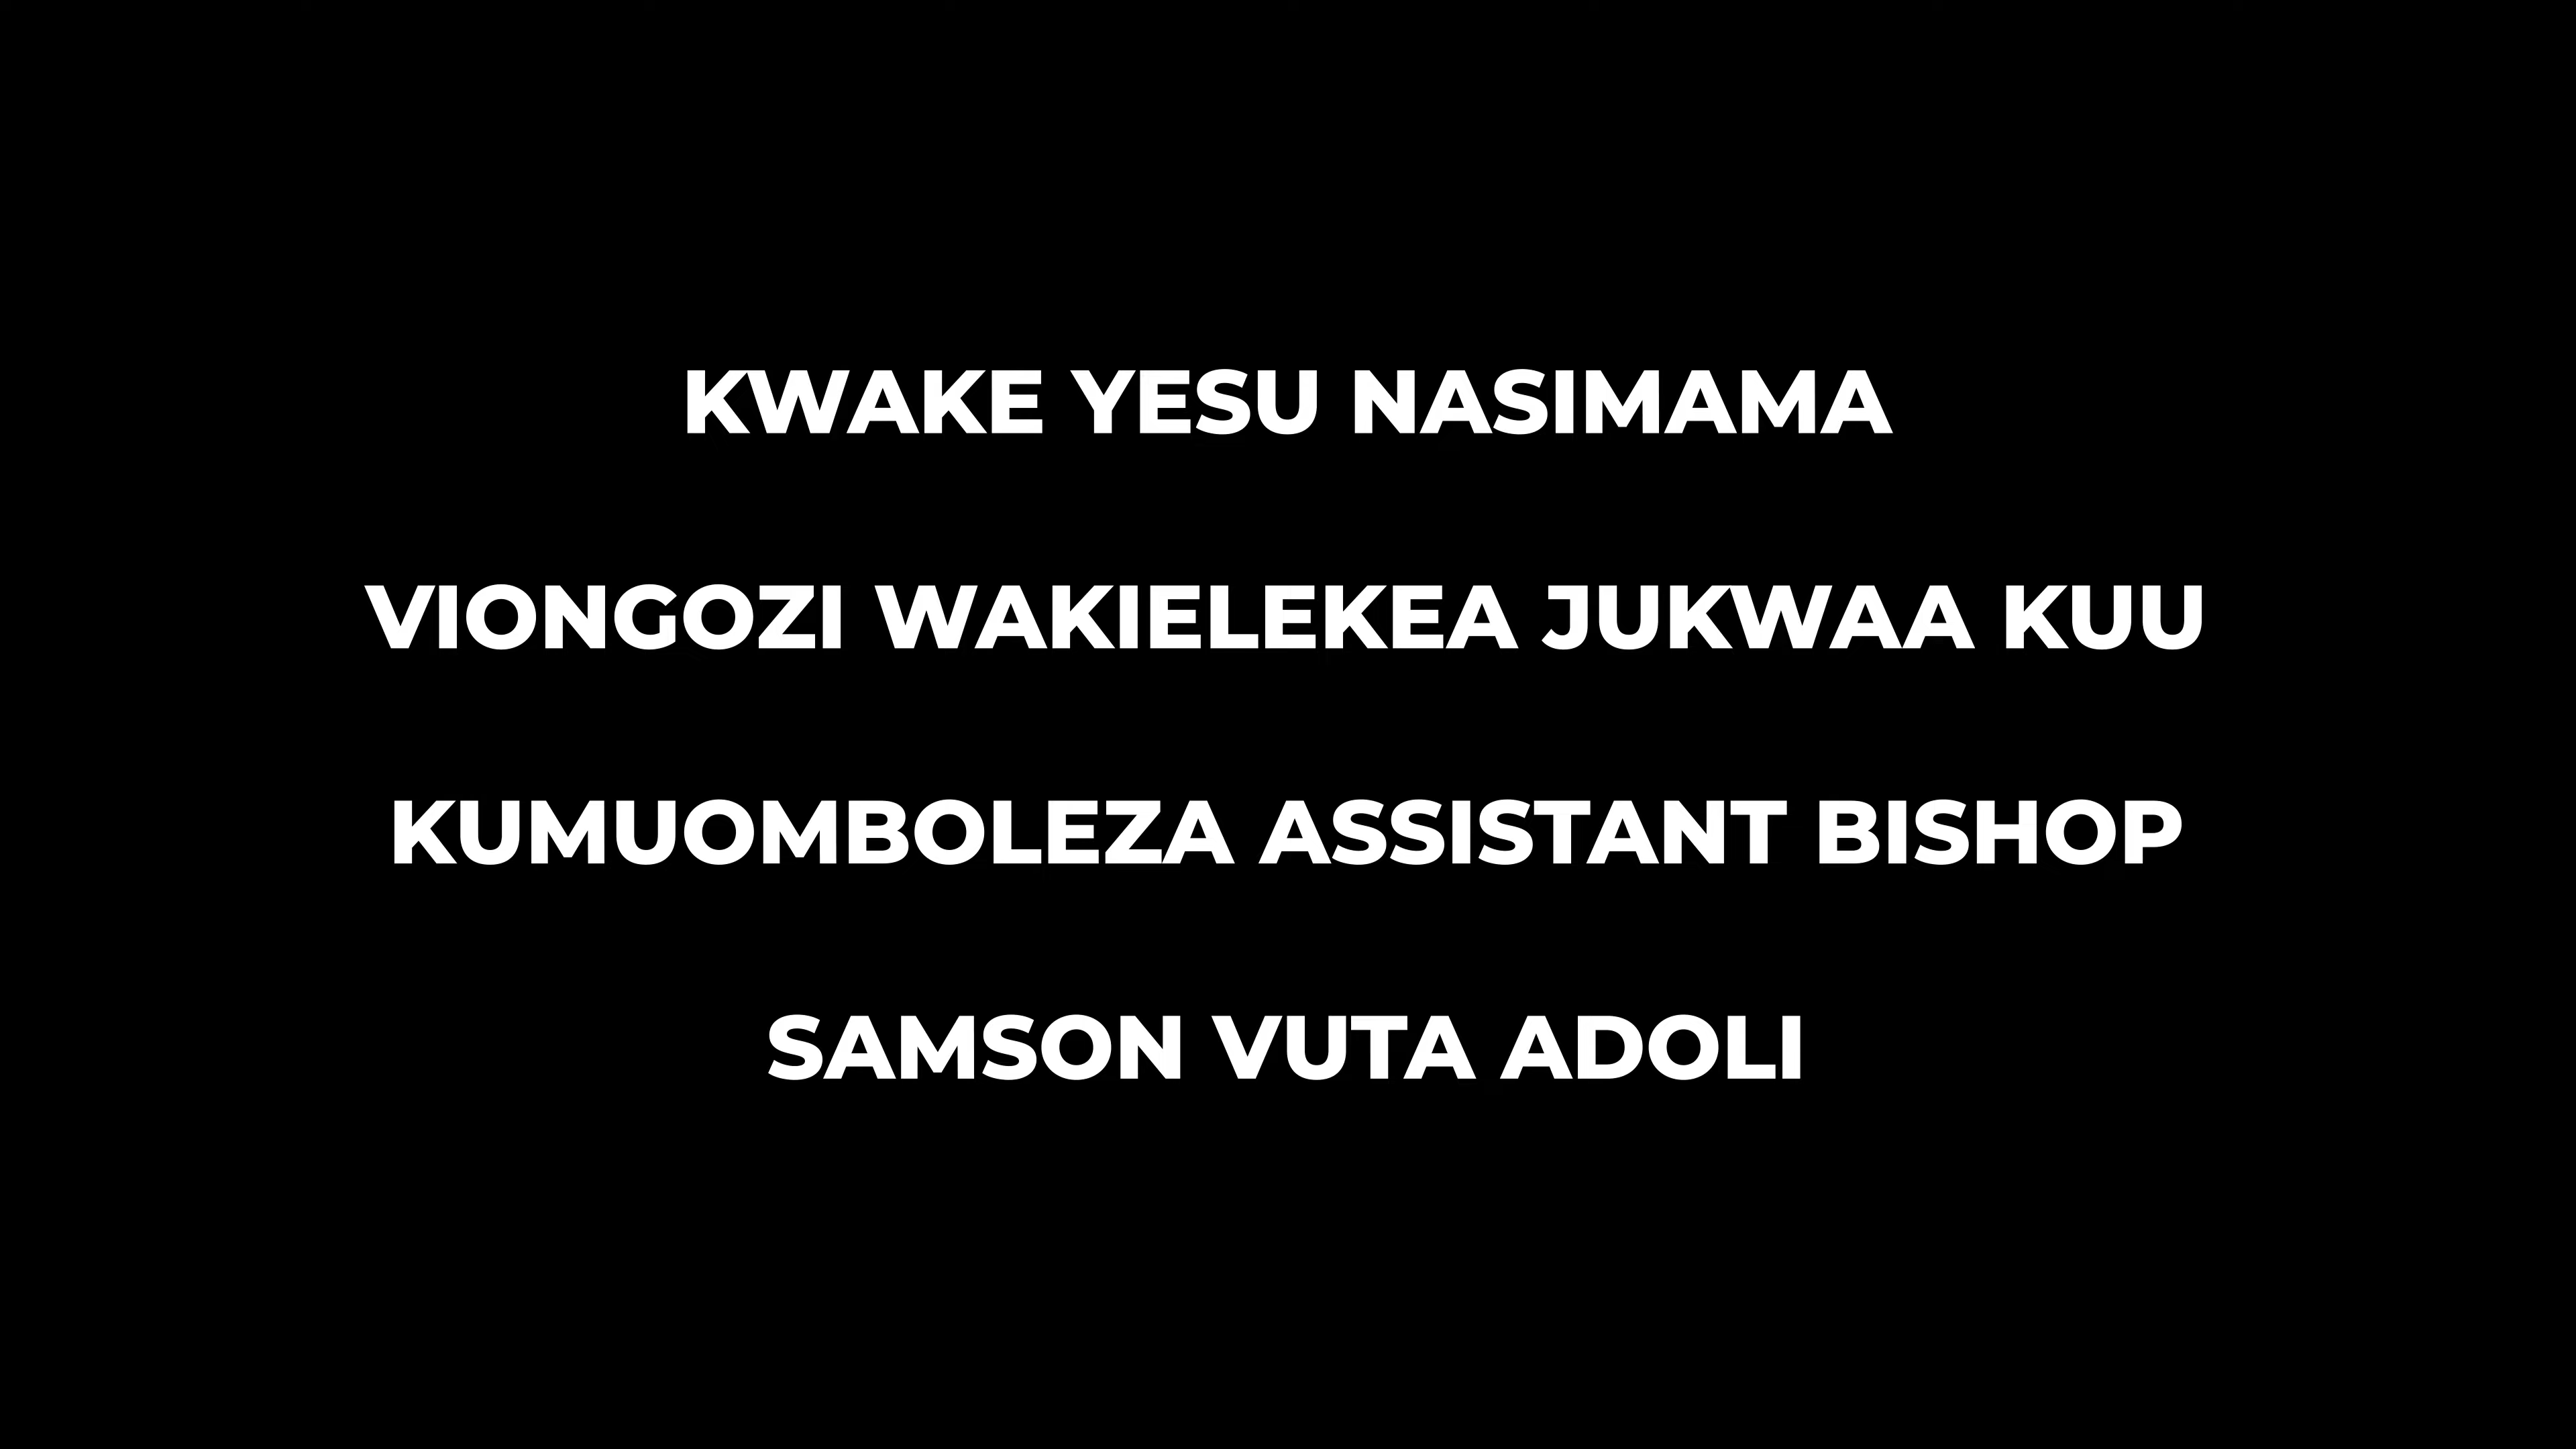 KWAKE YESU NASIMAMA
VIONGOZI WAKIELEKEA JUKWAA KUU
KUMUOMBOLEZA ASSISTANT BISHOP
SAMSON VUTA ADOLI